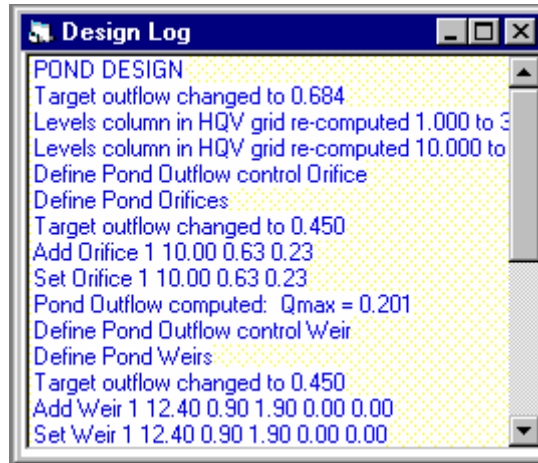 Design Log
POND DESIGN
Target outflow changed to 0.684
Levels column in HQV grid re-computed 1.000 to 3
Levels column in HQV grid re-computed 10.000 to
Define Pond Outflow control Orifice
Define Pond Orifices
Target outflow changed to 0.450
Add Orifice 1 10.00 0.63 0.23
Set Orifice 1 10.00 0.63 0.23
Pond Outflow computed:  Qmax = 0.201
Define Pond Outflow control Weir
Define Pond Weirs
Target outflow changed to 0.450
Add Weir 1 12.40 0.90 1.90 0.00 0.00
Set Weir 1 12.40 0.90 1.90 0.00 0.00